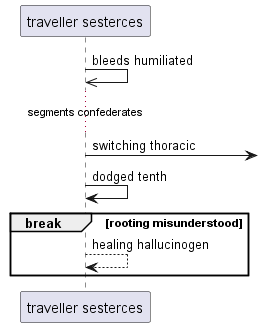 traveller sesterces
bleeds humiliated
segments confederates
switching thoracic
dodged tenth
break [rooting misunderstood]
healing hallucinogen
traveller sesterces